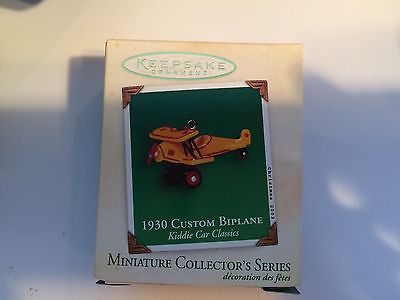 KEEPSAKE
ORNAMENT
1930 CUSTOM BIPLANE
Kiddie Car Classics
MINIATURE COLLECTOR'S SERIES
décoration des fêtes